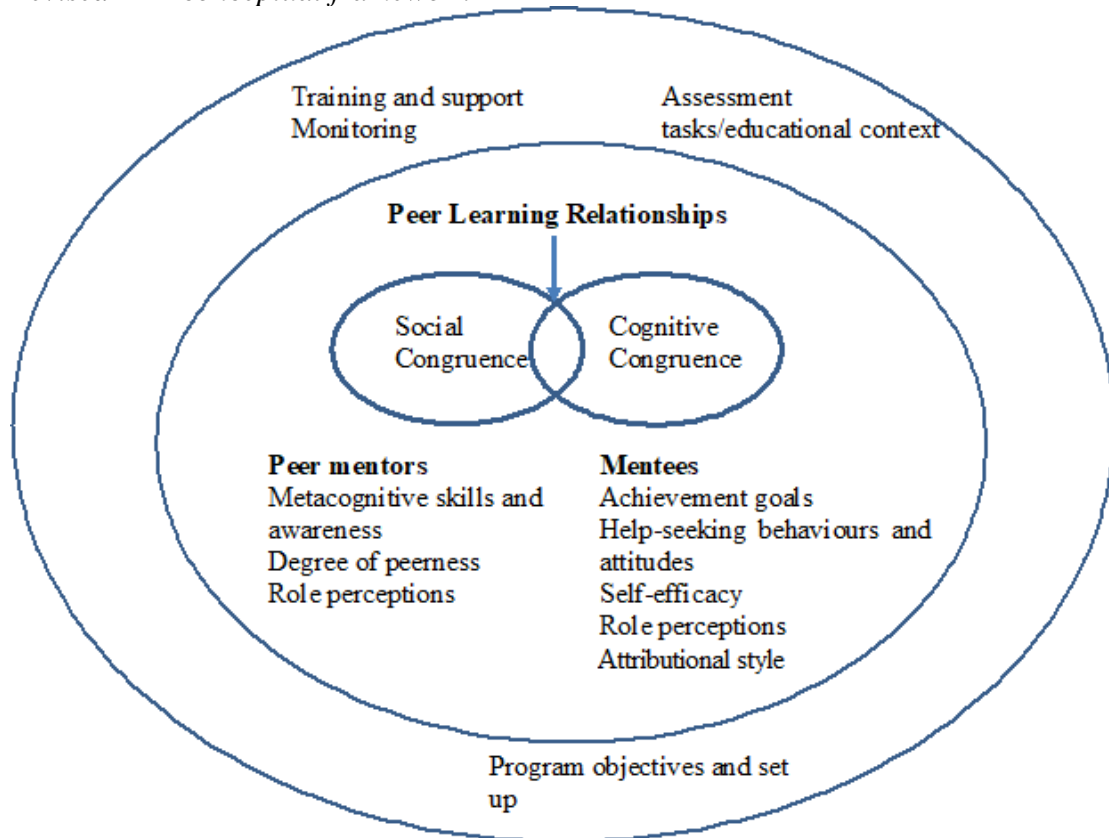 conceptual framework
Training and support
Monitoring
Assessment
tasks/educational context
Peer Learning Relationships
Social
Congruence
Cognitive
Congruence
Peer mentors
Metacognitive skills and
awareness
Degree of peerness
Role perceptions
Mentees
Achievement goals
Help-seeking behaviours and
attitudes
Self-efficacy
Role perceptions
Attributional style
Program objectives and set
up